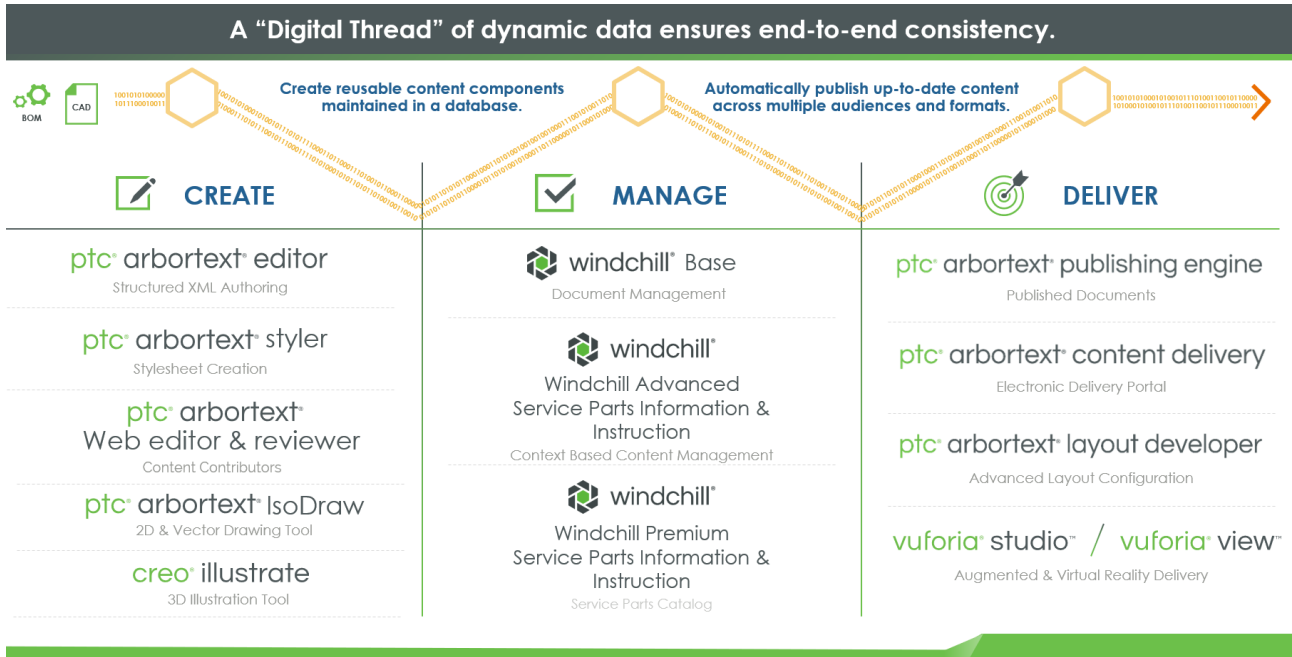 A “Digital Thread” of dynamic data ensures end-to-end consistency.
BOM
CAD
1001010100000
1011100010011
Create reusable content components
maintained in a database.
Automatically publish up-to-date content
across multiple audiences and formats.
CREATE
ptc® arbortext® editor
Structured XML Authoring
ptc® arbortext® styler
Stylesheet Creation
ptc® arbortext®
Web editor & reviewer
Content Contributors
ptc® arbortext® IsoDraw
2D & Vector Drawing Tool
creo® illustrate
3D Illustration Tool
MANAGE
windchill® Base
Document Management
windchill®
Windchill Advanced
Service Parts Information &
Instruction
Context Based Content Management
windchill®
Windchill Premium
Service Parts Information &
Instruction
Service Parts Catalog
DELIVER
ptc® arbortext® publishing engine
Published Documents
ptc® arbortext® content delivery
Electronic Delivery Portal
ptc® arbortext® layout developer
Advanced Layout Configuration
vuforia® studio™ / vuforia® view™
Augmented & Virtual Reality Delivery